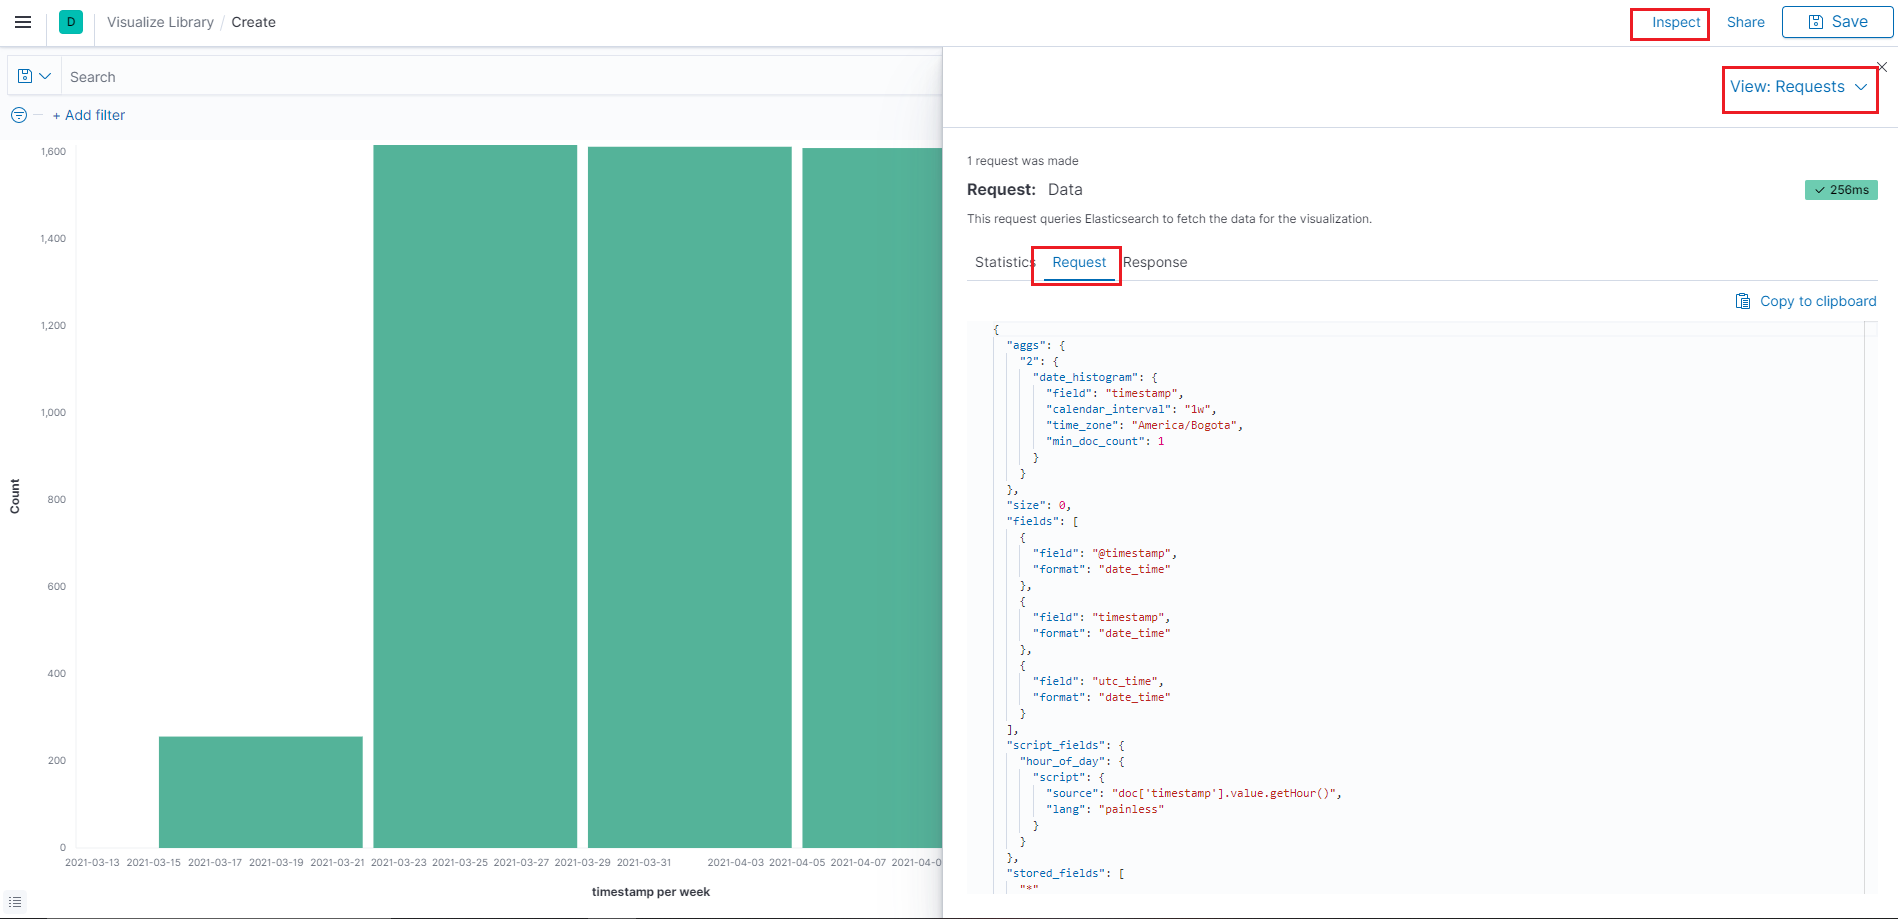 D Visualize Library / Create
Inspect Share Save
Search
View: Requests
+ Add filter
1 request was made
Request: Data
256ms
This request queries Elasticsearch to fetch the data for the visualization.
Statistics Request Response
Copy to clipboard
1,600
1,400
1,200
1,000
800
600
400
200
0
Count
2021-03-13 2021-03-15 2021-03-17 2021-03-19 2021-03-21 2021-03-23 2021-03-25 2021-03-27 2021-03-29 2021-03-31 2021-04-03 2021-04-05 2021-04-07 2021-04-0
timestamp per week
{
"aggs": {
"2": {
"date_histogram": {
"field": "timestamp",
"calendar_interval": "1w",
"time_zone": "America/Bogota",
"min_doc_count": 1
}
}
},
"size": 0,
"fields": [
{
"field": "@timestamp",
"format": "date_time"
},
{
"field": "timestamp",
"format": "date_time"
},
{
"field": "utc_time",
"format": "date_time"
}
],
"script_fields": {
"hour_of_day": {
"script": {
"source": "doc['timestamp'].value.getHour()",
"lang": "painless"
}
}
},
"stored_fields": [
"*"